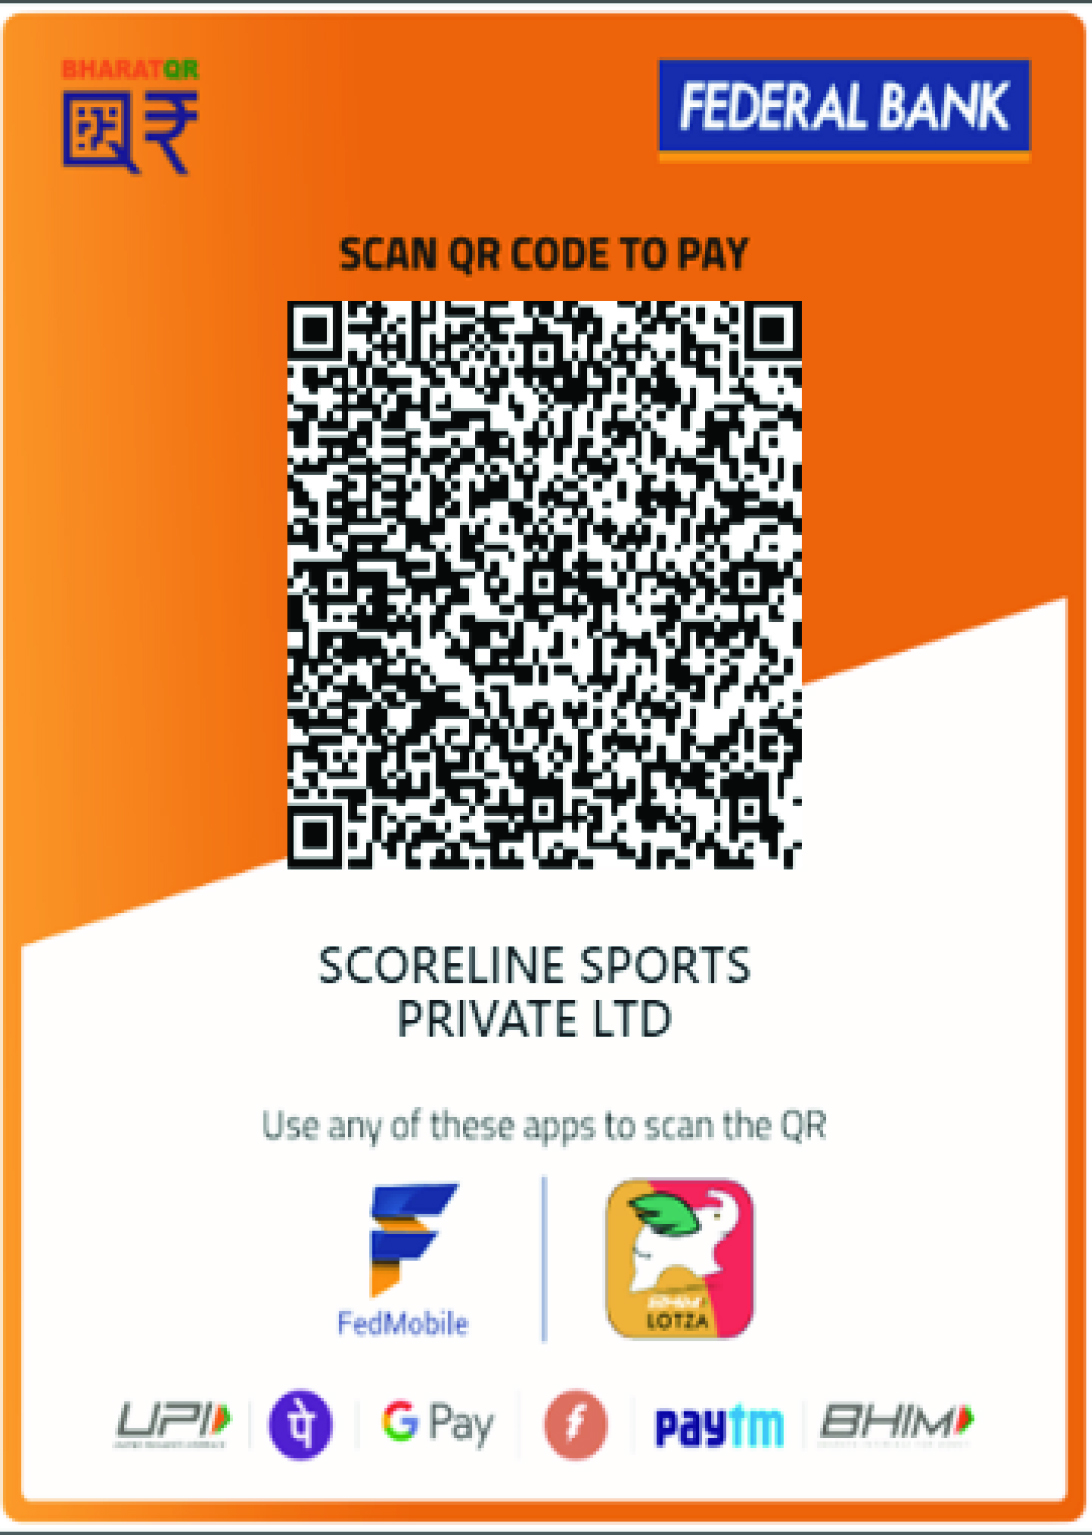 BHARATQR
FEDERAL BANK
SCAN QR CODE TO PAY
SCORELINE SPORTS
PRIVATE LTD
Use any of these apps to scan the QR
FedMobile
LOTZA
UPI
पे
G Pay
f
paytm
BHIM